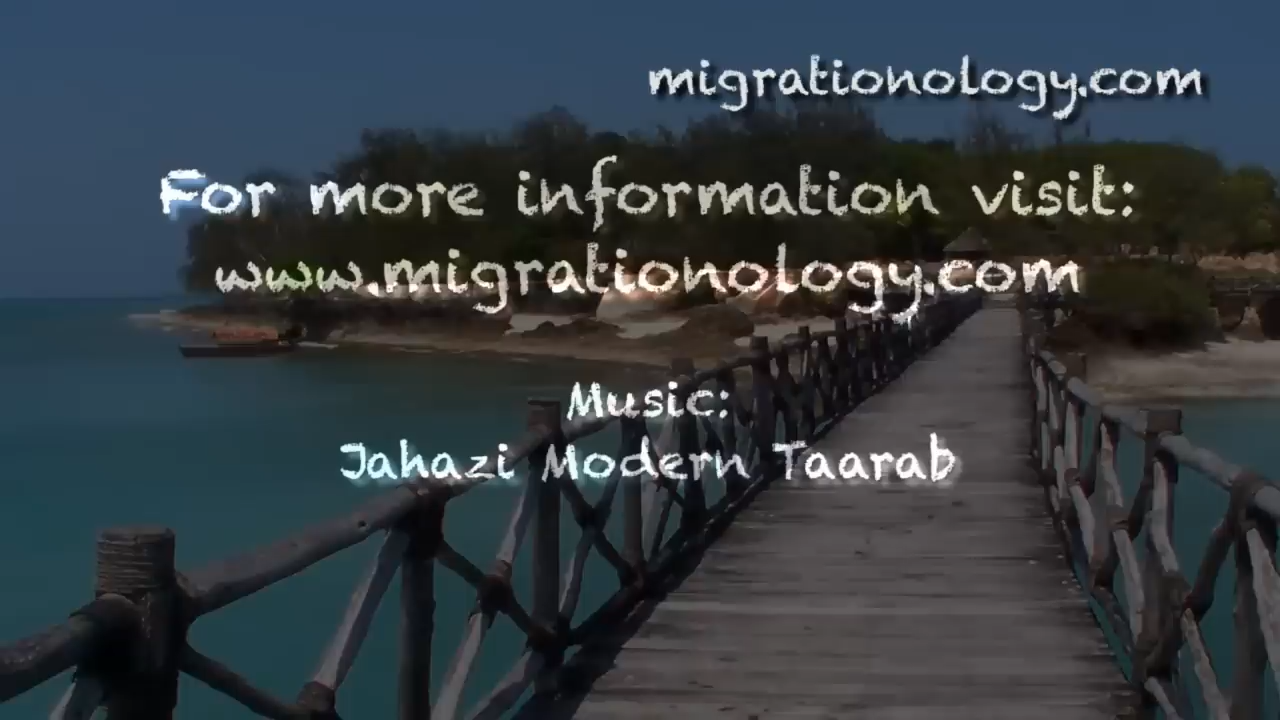 migrationology.com
For more information visit:
www.migrationology.com
Music:
Jahazi Modern Taarab